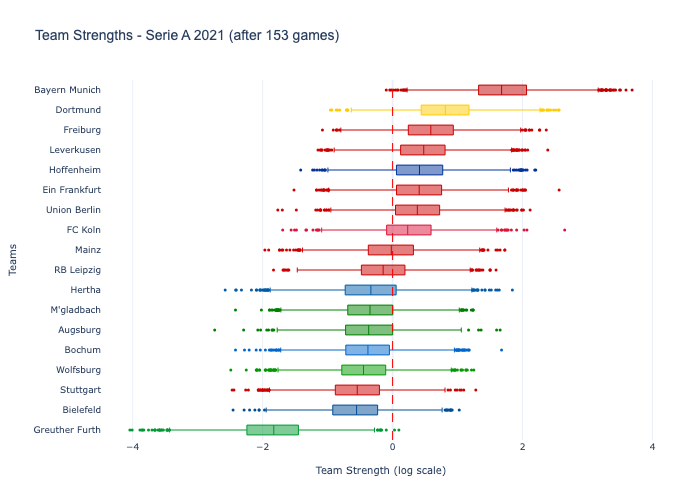 Team Strengths - Serie A 2021 (after 153 games)
Bayern Munich
Dortmund
Freiburg
Leverkusen
Hoffenheim
Ein Frankfurt
Union Berlin
FC Koln
Mainz
RB Leipzig
Hertha
M'gladbach
Augsburg
Bochum
Wolfsburg
Stuttgart
Bielefeld
Greuther Furth
Teams
−4 −2 0 2 4
Team Strength (log scale)